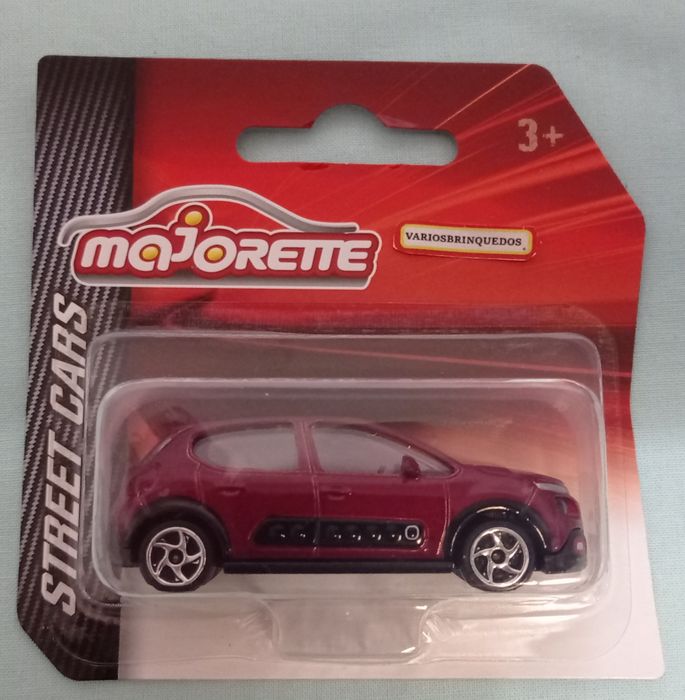 3+
MAJORETTE
VARIOSBRINQUEDOS.
STREET CARS